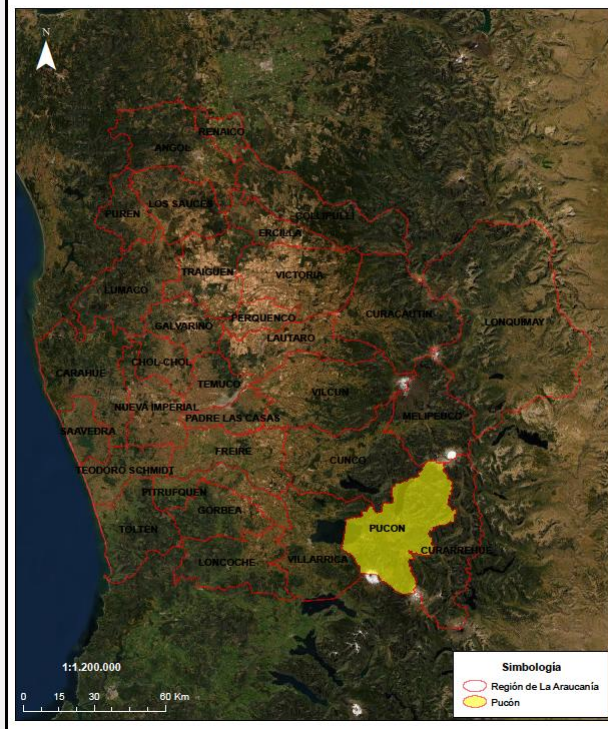 N
RENAICO
ANGOL
LOS SAUCES
PUREN
COLLIPULLI
ERCILLA
TRAIGUEN
VICTORIA
LUMACO
CURACAUTIN
LONQUIMAY
GALVARINO
PERQUENCO
LAUTARO
CARAHUE
CHOL-CHOL
TEMUCO
VILCUN
NUEVA IMPERIAL
MELIPEUCO
PADRE LAS CASAS
SAAVEDRA
FREIRE
CUNCO
TEODORO SCHMIDT
PITRUFQUEN
GORBEA
TOLTEN
PUCON
CURARREHUE
LONCOCHE
VILLARRICA
1:1.200.000
0 15 30 60 Km
Simbología
Región de La Araucanía
Pucón